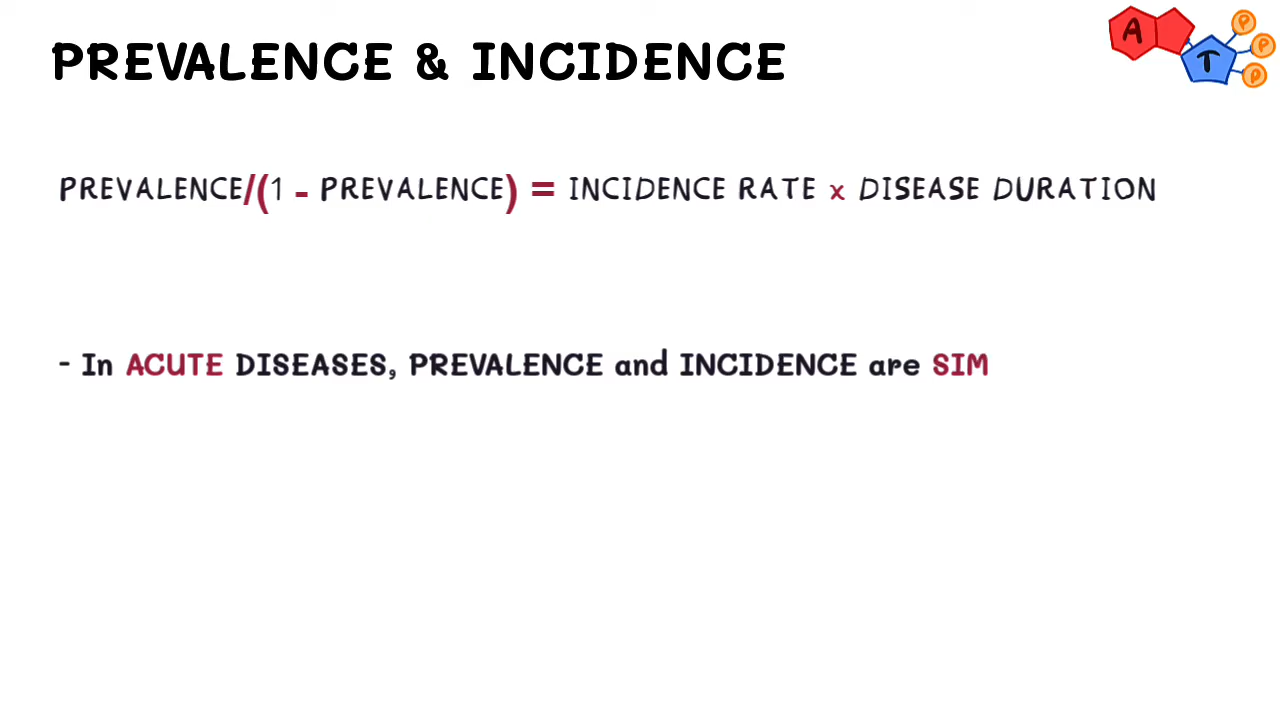 PREVALENCE & INCIDENCE
A T P P P
PREVALENCE/(1 - PREVALENCE) = INCIDENCE RATE x DISEASE DURATION
- In ACUTE DISEASES, PREVALENCE and INCIDENCE are SIM